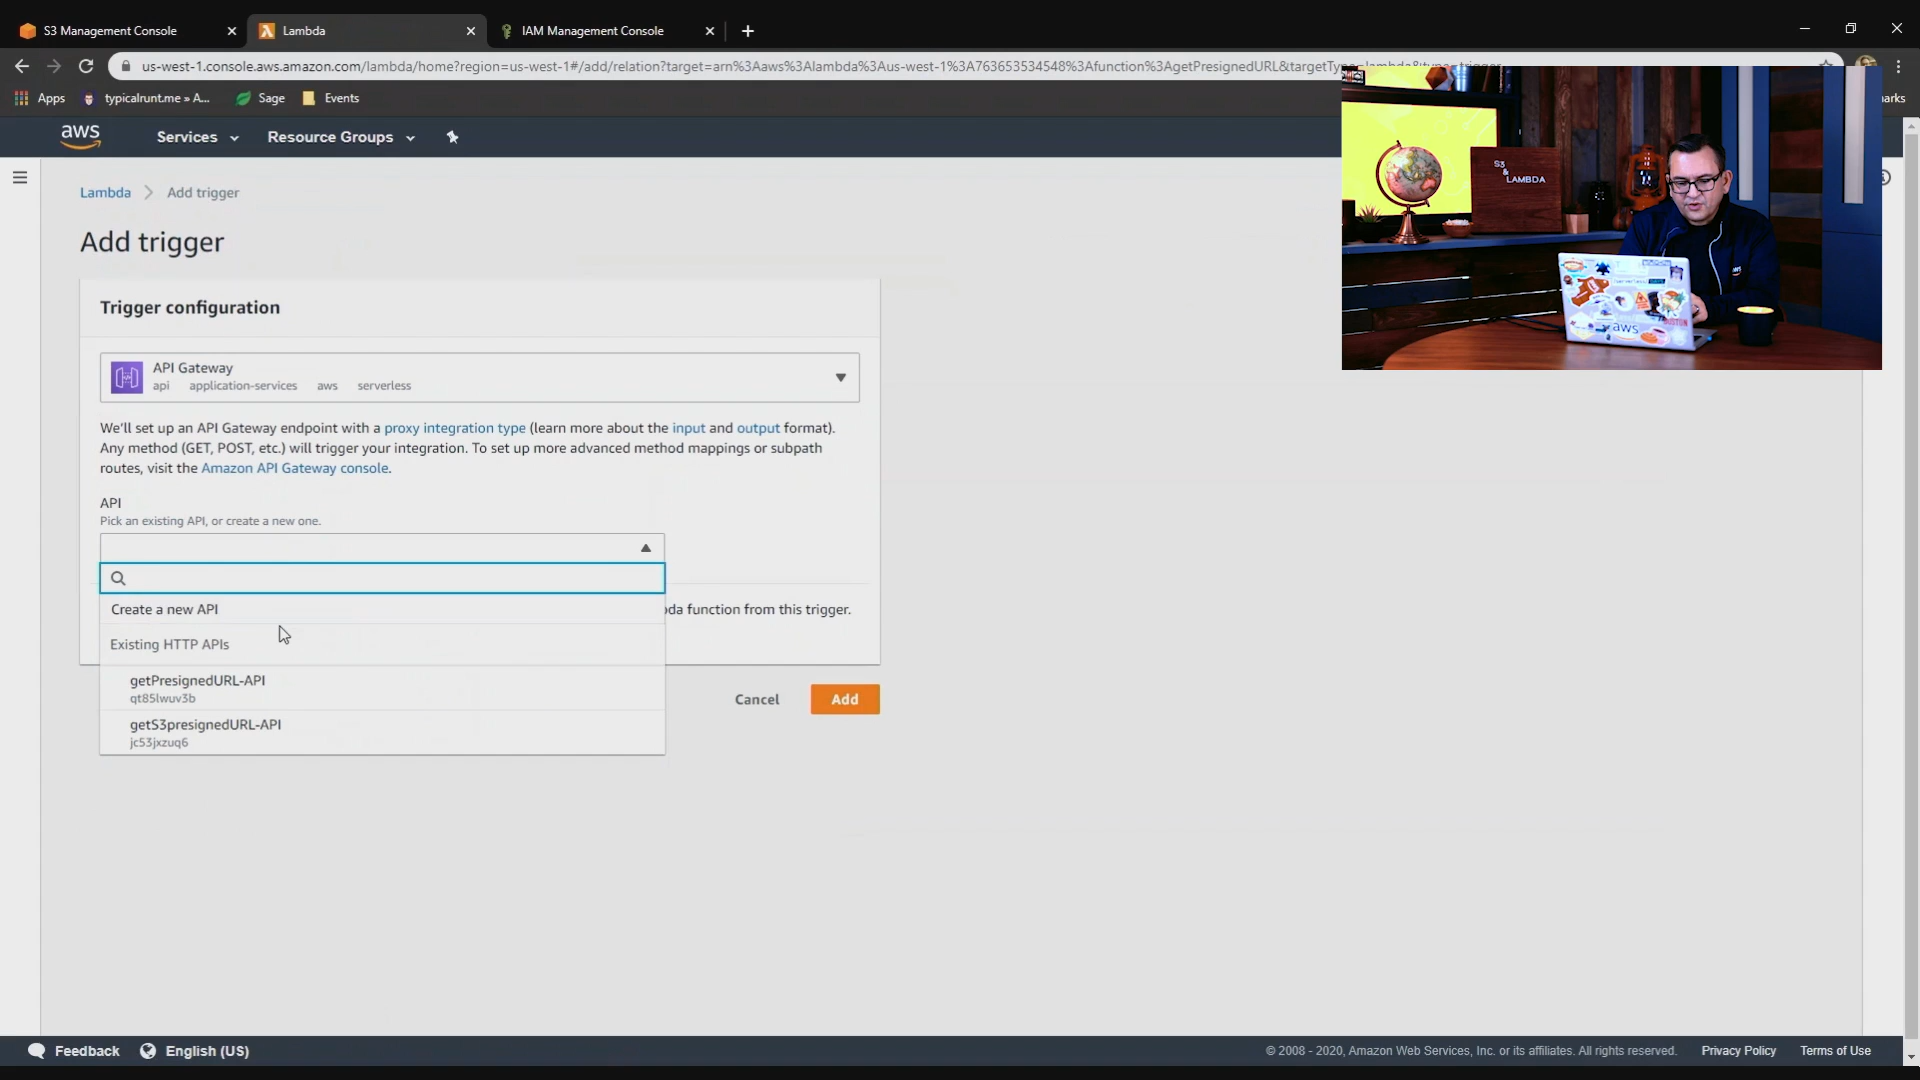 S3 Management Console
Lambda
IAM Management Console
us-west-1.console.aws.amazon.com/lambda/home?region=us-west-1#/add/relation?target=arn%3Aaws%3Alambda%3Aus-west-1%3A763653534548%3Afunction%3AgetPresignedURL&targetType=lambda&type=trigger
Apps
typicalrunt.me » A...
Sage
Events
arks
aws
Services
Resource Groups
S3
&
LAMBDA
aws
Lambda
Add trigger
Add trigger
Trigger configuration
API Gateway
api application-services aws serverless
We'll set up an API Gateway endpoint with a proxy integration type (learn more about the input and output format).
Any method (GET, POST, etc.) will trigger your integration. To set up more advanced method mappings or subpath
routes, visit the Amazon API Gateway console.
API
Pick an existing API, or create a new one.
Create a new API
da function from this trigger.
Existing HTTP APIs
getPresignedURL-API
qt85lwuv3b
getS3presignedURL-API
jc53jxzuq6
Cancel
Add
Feedback
English (US)
© 2008 - 2020, Amazon Web Services, Inc. or its affiliates. All rights reserved.
Privacy Policy
Terms of Use